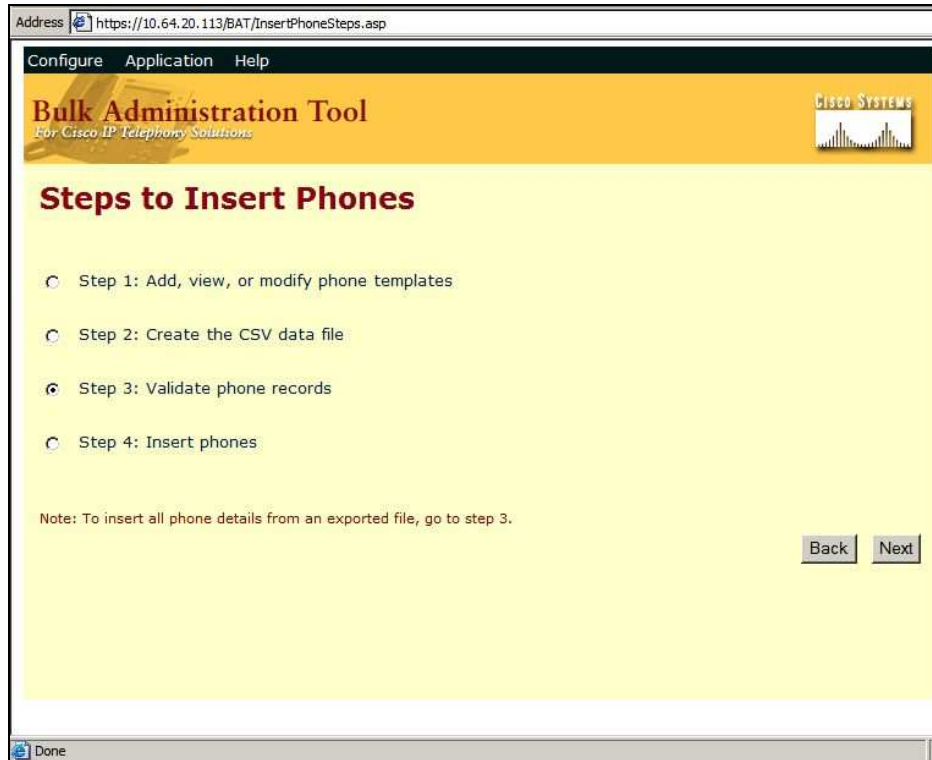 Address https://10.64.20.113/BAT/InsertPhoneSteps.asp
Configure Application Help
Bulk Administration Tool
For Cisco IP Telephony Solutions
CISCO SYSTEMS
Steps to Insert Phones
Step 1: Add, view, or modify phone templates
Step 2: Create the CSV data file
Step 3: Validate phone records
Step 4: Insert phones
Note: To insert all phone details from an exported file, go to step 3.
Back Next
Done